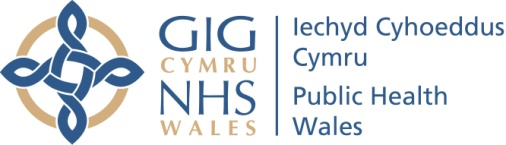 GIG
CYMRU
NHS
WALES
Iechyd Cyhoeddus
Cymru
Public Health
Wales